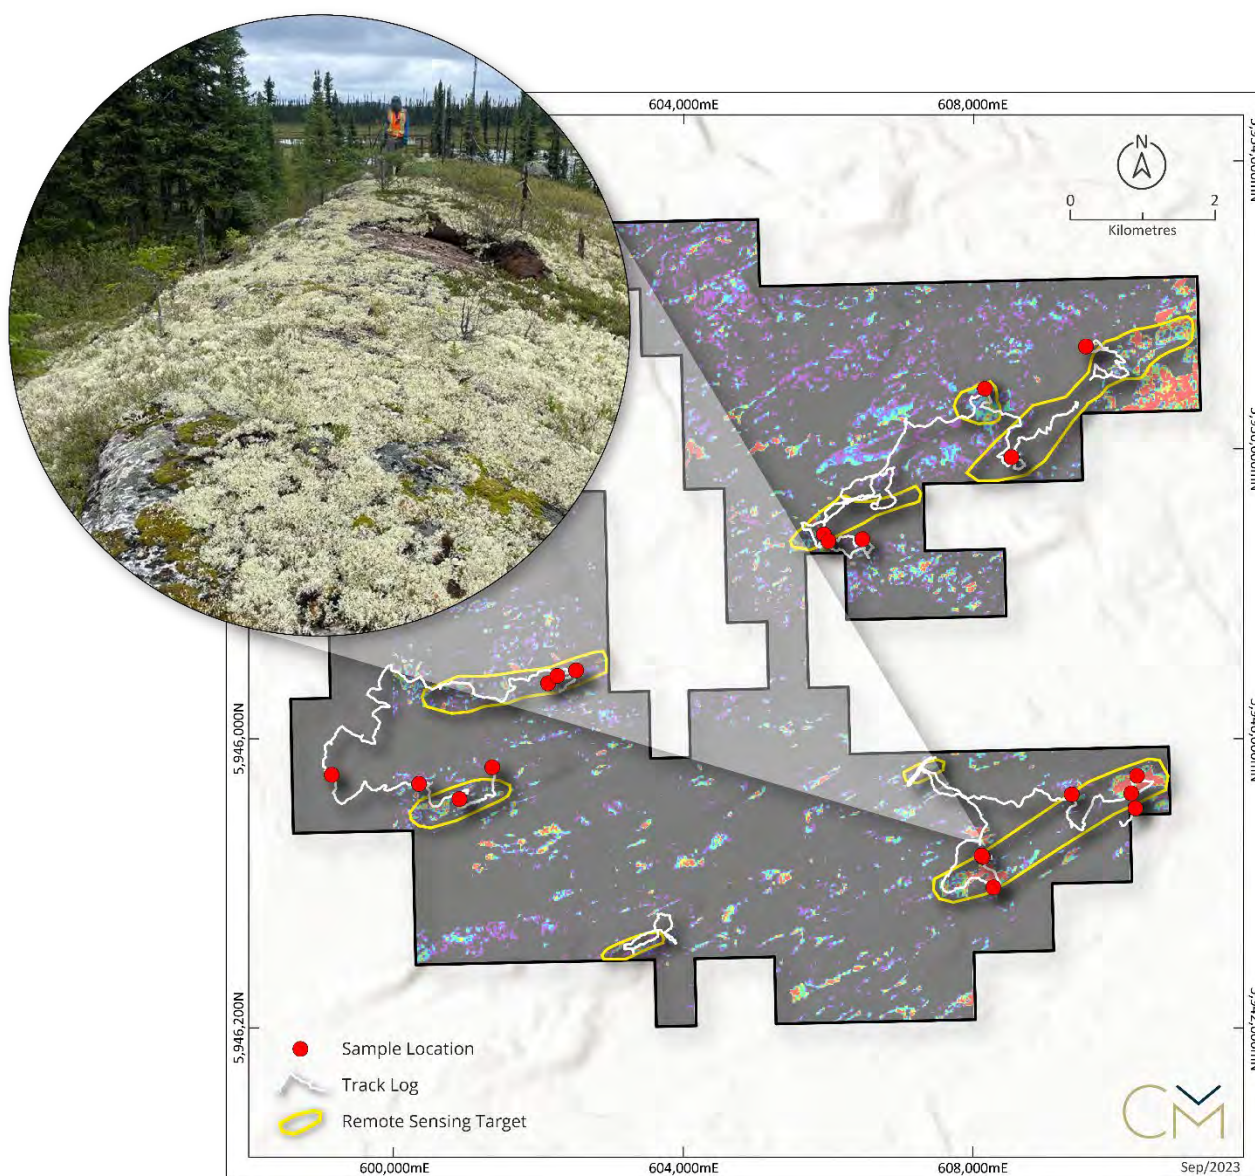 604,000mE
608,000mE
N
0
2
Kilometres
5,946,000N
5,946,200N
Sample Location
Track Log
Remote Sensing Target
CM
600,000mE
604,000mE
608,000mE
Sep/2023